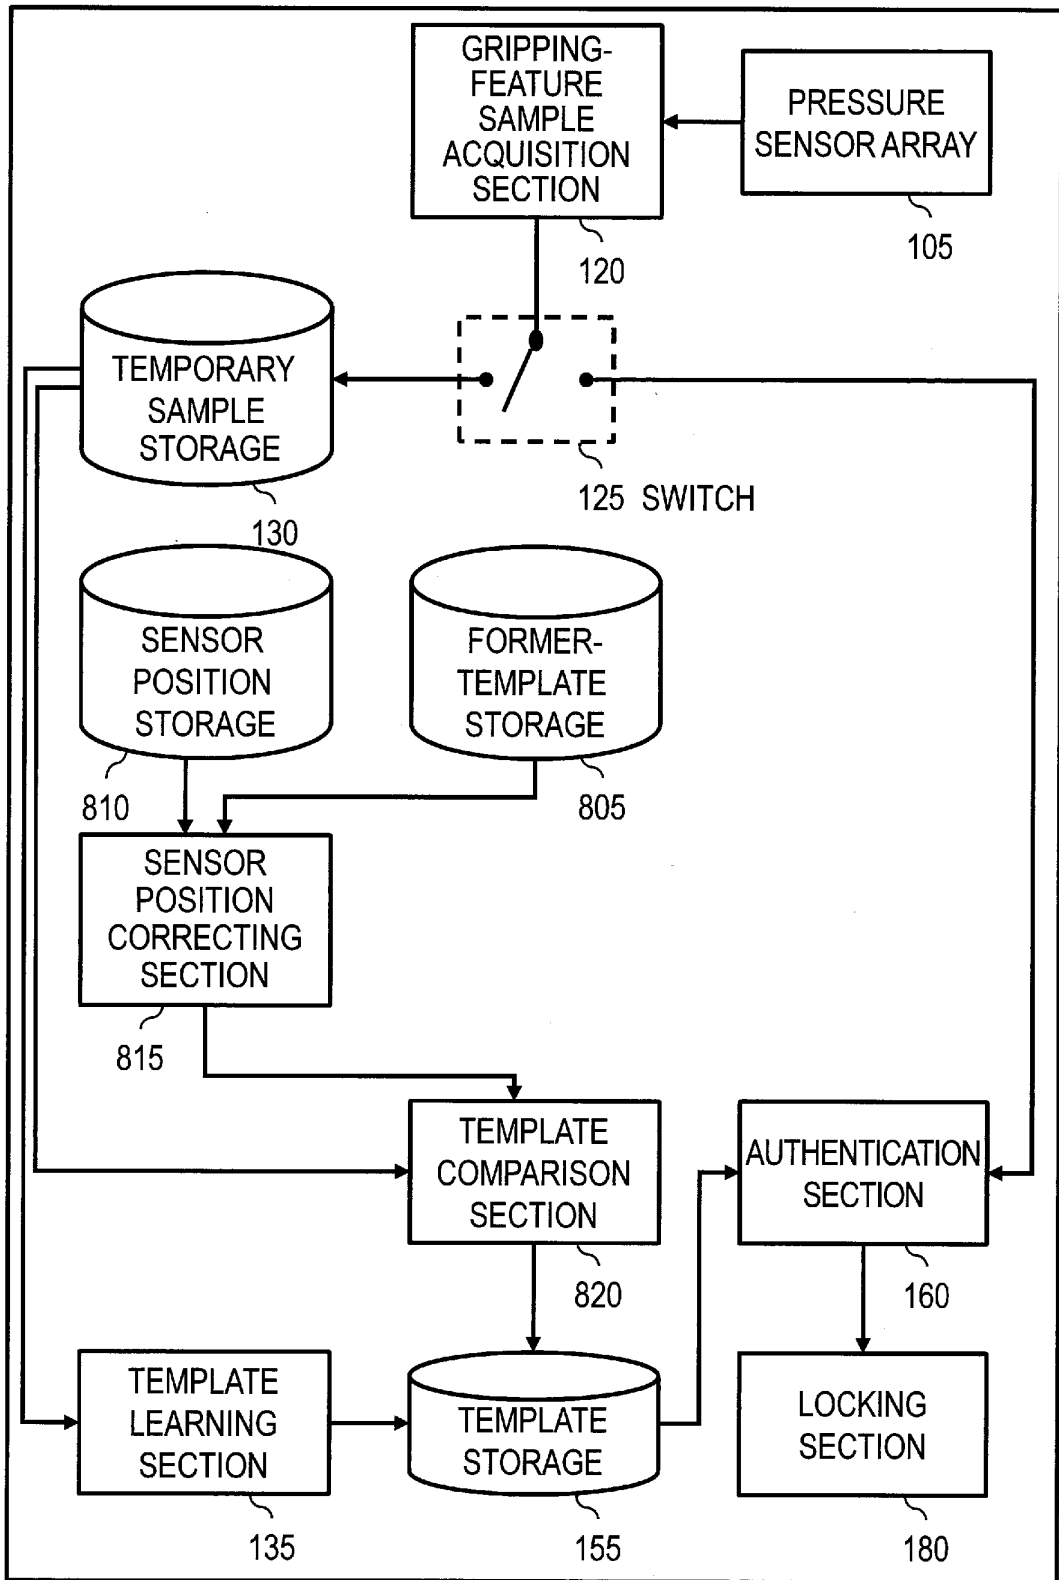 GRIPPING-
FEATURE
SAMPLE
ACQUISITION
SECTION
120
PRESSURE
SENSOR ARRAY
105
TEMPORARY
SAMPLE
STORAGE
130
125 SWITCH
SENSOR
POSITION
STORAGE
810
FORMER-
TEMPLATE
STORAGE
805
SENSOR
POSITION
CORRECTING
SECTION
815
TEMPLATE
COMPARISON
SECTION
820
AUTHENTICATION
SECTION
160
TEMPLATE
LEARNING
SECTION
135
TEMPLATE
STORAGE
155
LOCKING
SECTION
180